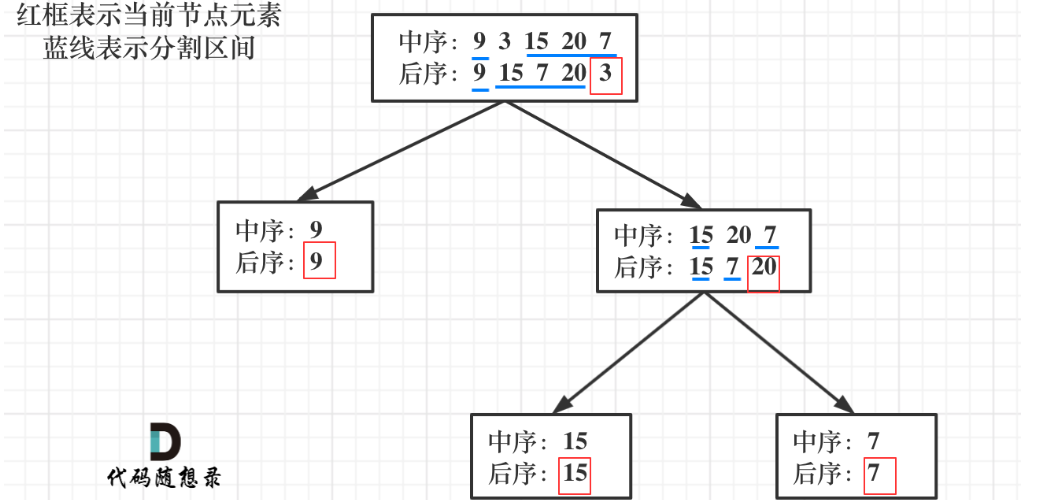 红框表示当前节点元素
蓝线表示分割区间
中序: 9 3 15 20 7
后序: 9 15 7 20 3
中序: 9
后序: 9
中序: 15 20 7
后序: 15 7 20
中序: 15
后序: 15
中序: 7
后序: 7
代码随想录